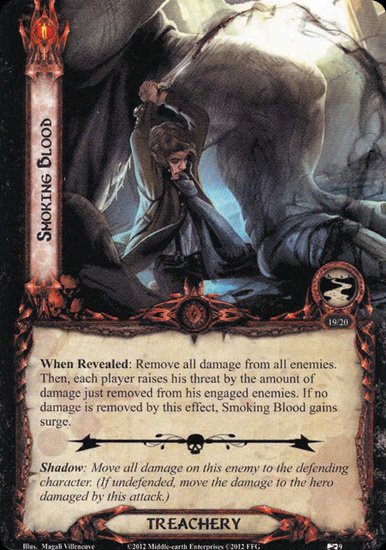 Smoking Blood
19/20
When Revealed: Remove all damage from all enemies.
Then, each player raises his threat by the amount of
damage just removed from his engaged enemies. If no
damage is removed by this effect, Smoking Blood gains
surge.
Shadow: Move all damage on this enemy to the defending
character. (If undefended, move the damage to the hero
damaged by this attack.)
TREACHERY
Illus. Magali Villeneuve
©2012 Middle-earth Enterprises ©2012 FFG
9